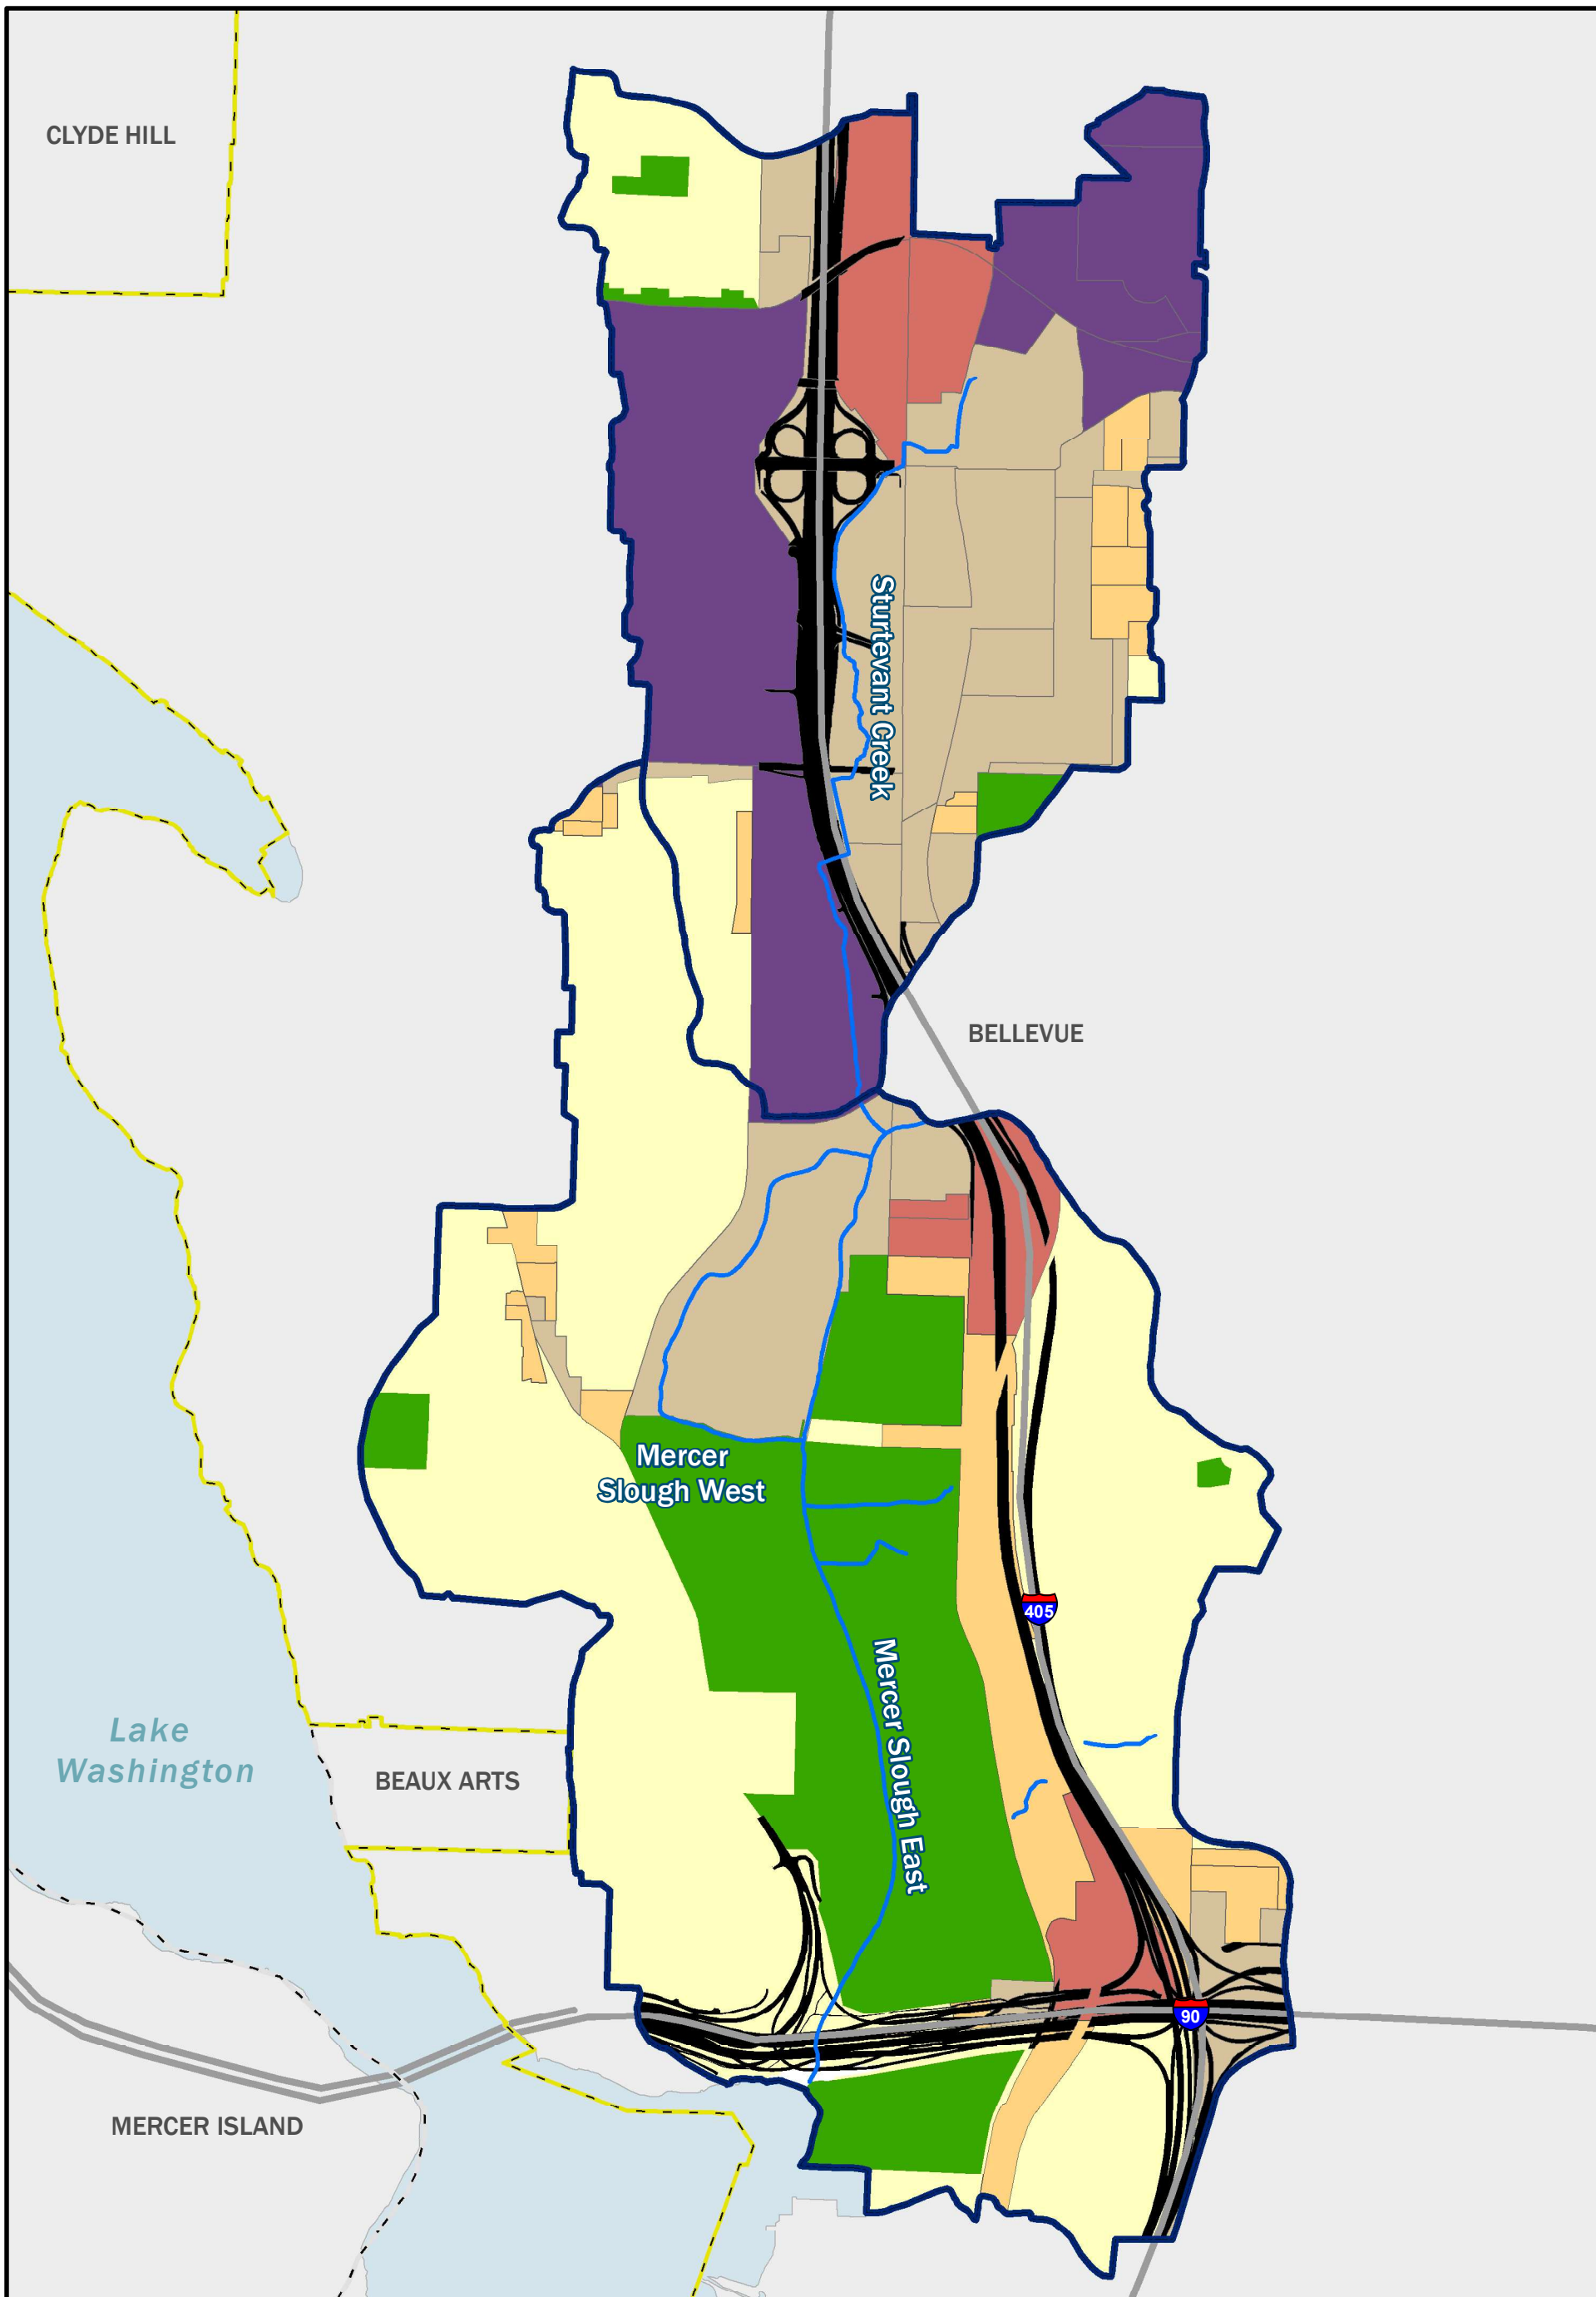 CLYDE HILL
Sturtevant Creek
BELLEVUE
Mercer
Slough West
405
Mercer Slough East
Lake
Washington
BEAUX ARTS
90
MERCER ISLAND